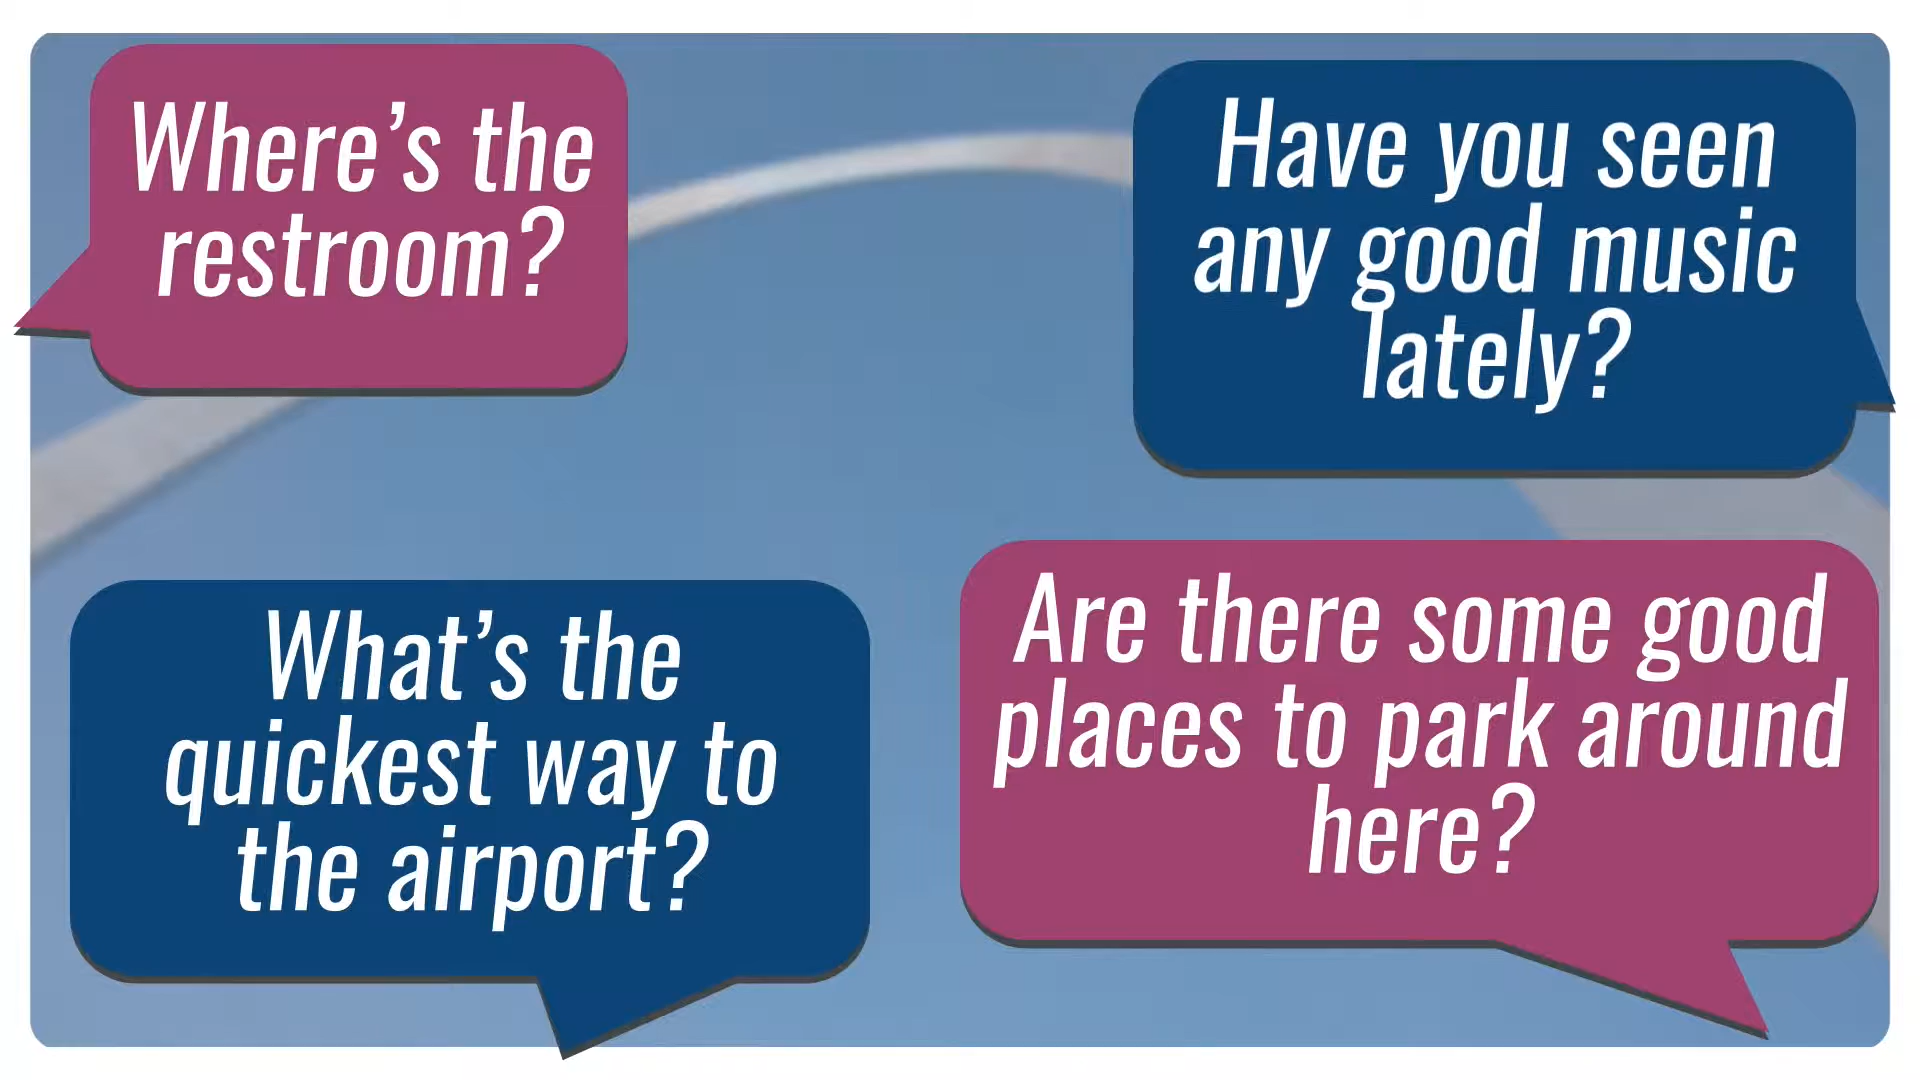 Where’s the
restroom?
Have you seen
any good music
lately?
What’s the
quickest way to
the airport?
Are there some good
places to park around
here?